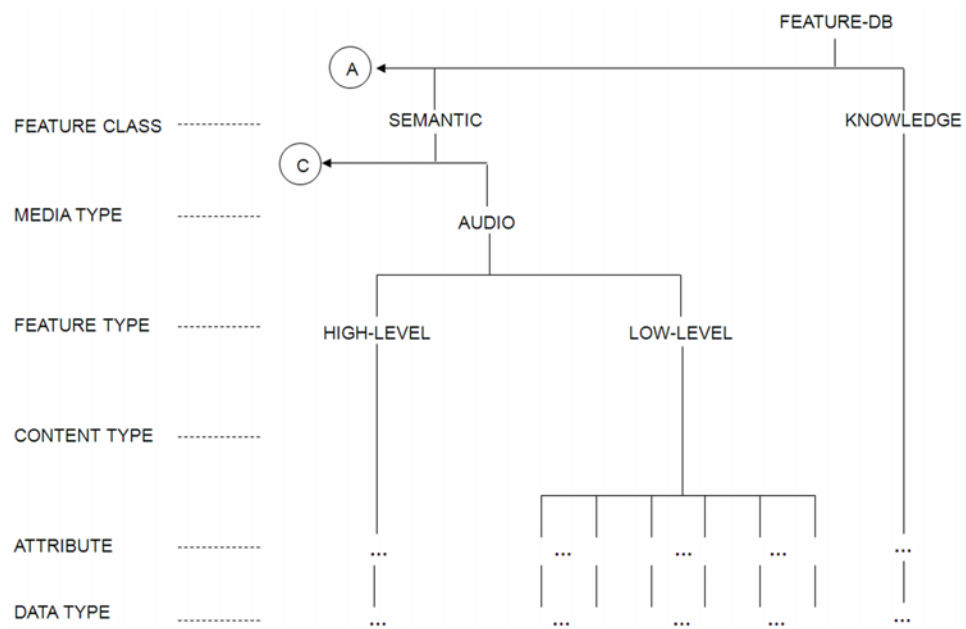 FEATURE-DB
A
FEATURE CLASS
SEMANTIC
KNOWLEDGE
C
MEDIA TYPE
AUDIO
FEATURE TYPE
HIGH-LEVEL
LOW-LEVEL
CONTENT TYPE
ATTRIBUTE
... ... ... ... ...
DATA TYPE
... ... ... ... ...